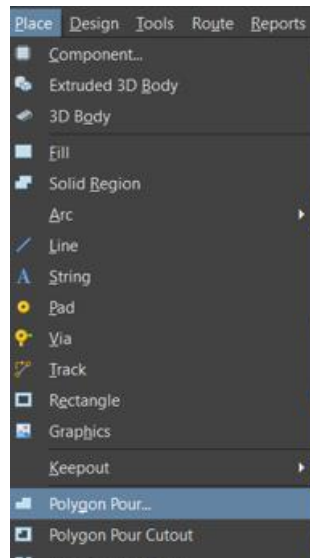 Place Design Tools Route Reports
Component...
Extruded 3D Body
3D Body
Fill
Solid Region
Arc
Line
String
Pad
Via
Track
Rectangle
Graphics
Keepout
Polygon Pour...
Polygon Pour Cutout